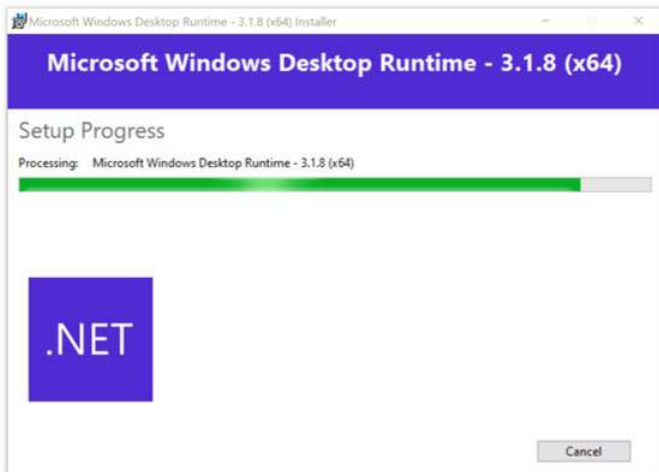 Microsoft Windows Desktop Runtime - 3.1.8 (x64) Installer
Microsoft Windows Desktop Runtime - 3.1.8 (x64)
Setup Progress
Processing: Microsoft Windows Desktop Runtime - 3.1.8 (x64)
.NET
Cancel